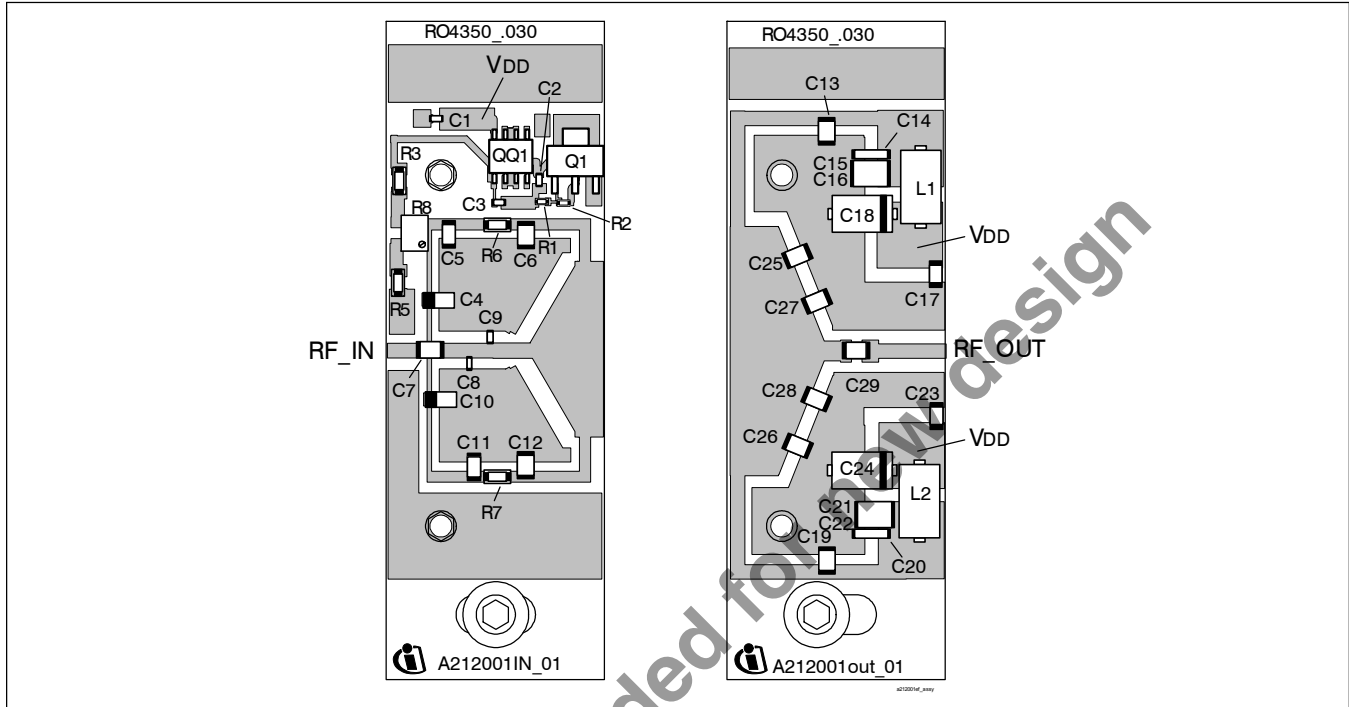 RO4350_.030
VDD
C2
C1
QQ1
Q1
R3
C3
R8
R1
R2
C5
R6
C6
R5
C4
C9
RF_IN
C7
C8
C10
C11
C12
R7
A212001IN_01
RO4350_.030
C13
C14
C15
C16
L1
C18
VDD
C25
C17
C27
RF_OUT
C29
C28
C23
C26
VDD
C24
L2
C21
C22
C19
C20
A212001out_01
a212001ef_assy
ded for new design